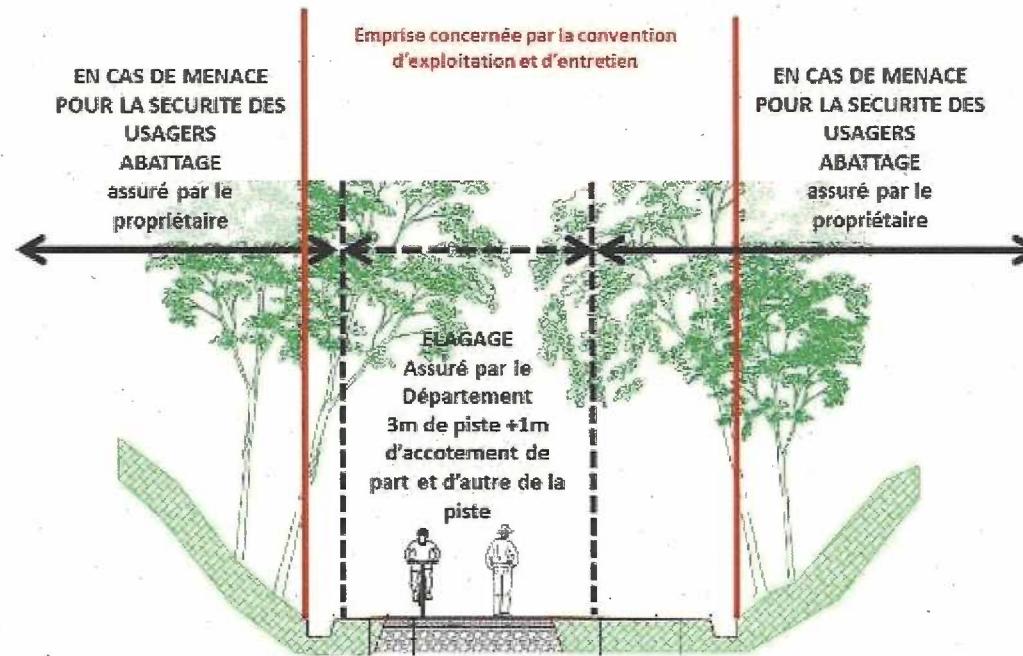 Emprise concernée par la convention
d'exploitation et d'entretien
EN CAS DE MENACE
POUR LA SECURITE DES
USAGERS
ABATTAGE
assuré par le
propriétaire
EN CAS DE MENACE
POUR LA SECURITE DES
USAGERS
ABATTAGE
assuré par le
propriétaire
ELAGAGE
Assuré par le
Département
3m de piste +1m
d'accotement de
part et d'autre de la
piste